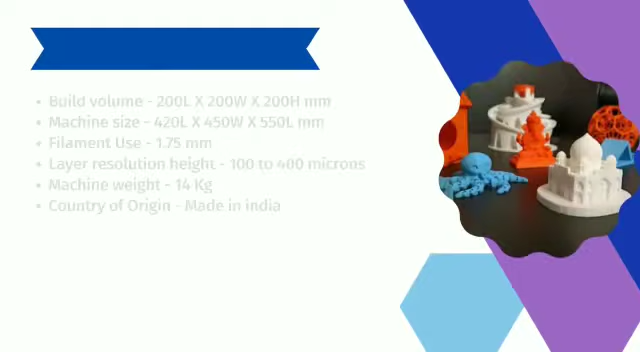 • Build volume - 200L X 200W X 200H mm
• Machine size - 420L X 450W X 550L mm
• Filament Use - 1.75 mm
• Layer resolution height - 100 to 400 microns
• Machine weight - 14 Kg
• Country of Origin - Made in india